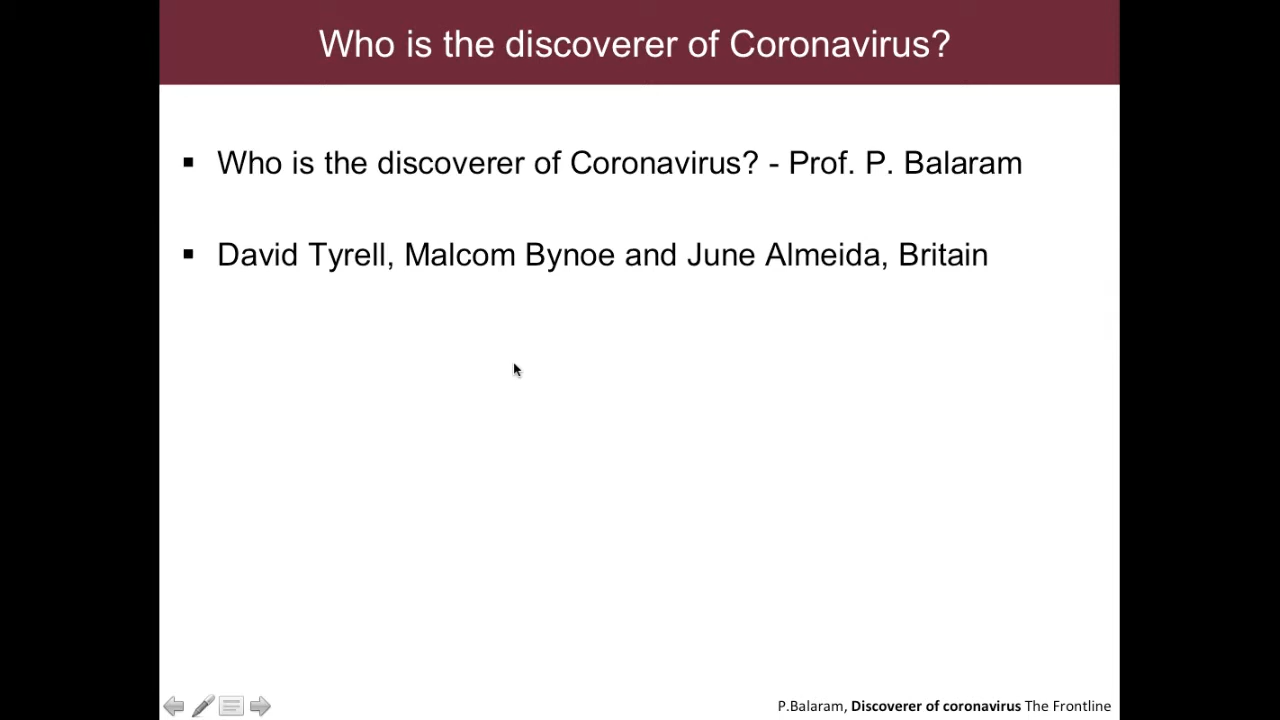 Who is the discoverer of Coronavirus?
▪ Who is the discoverer of Coronavirus? - Prof. P. Balaram
▪ David Tyrell, Malcom Bynoe and June Almeida, Britain
P.Balaram, Discoverer of coronavirus The Frontline